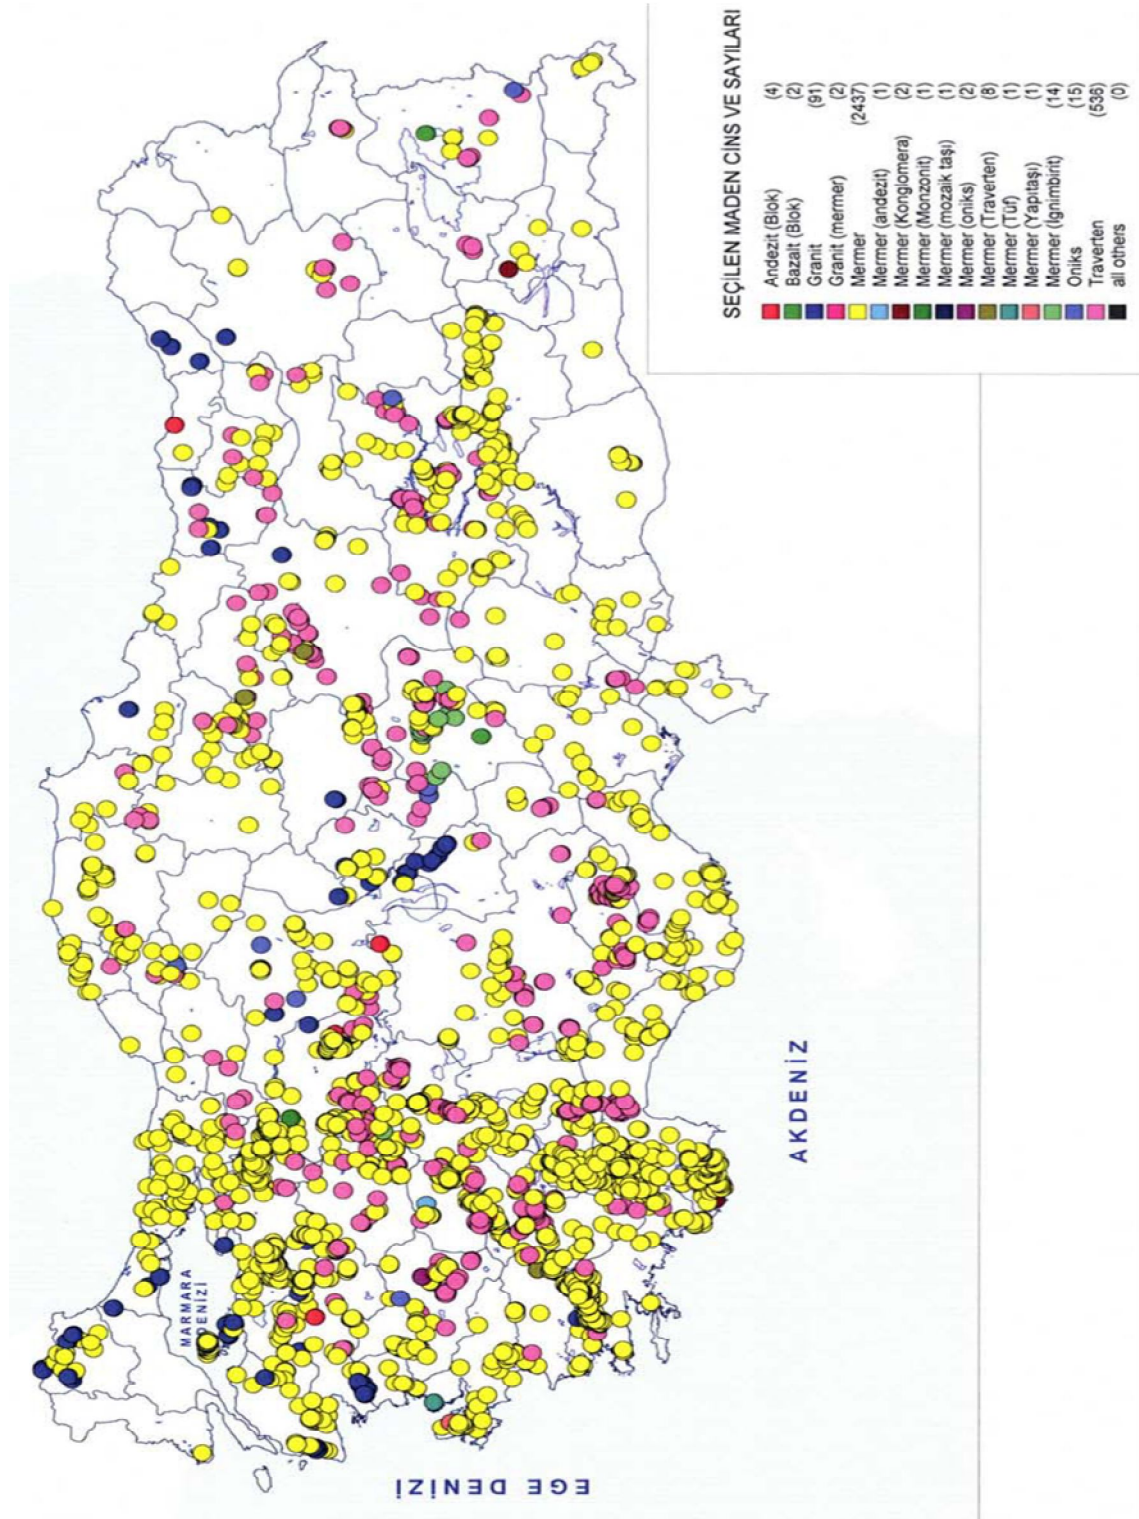 SEÇİLEN MADEN CİNS VE SAYILARI
Andezit (Blok) (4)
Bazalt (Blok) (2)
Granit (91)
Granit (mermer) (2)
Mermer (2437)
Mermer (andezit) (1)
Mermer (Konglomera) (2)
Mermer (Monzonit) (1)
Mermer (mozaik taşı) (1)
Mermer (oniks) (2)
Mermer (Traverten) (8)
Mermer (Tüf) (1)
Mermer (Yapıtaşı) (1)
Mermer (İgnimbirit) (14)
Oniks (15)
Traverten (536)
all others (0)
MARMARA
DENİZİ
EGE DENİZİ
AKDENİZ